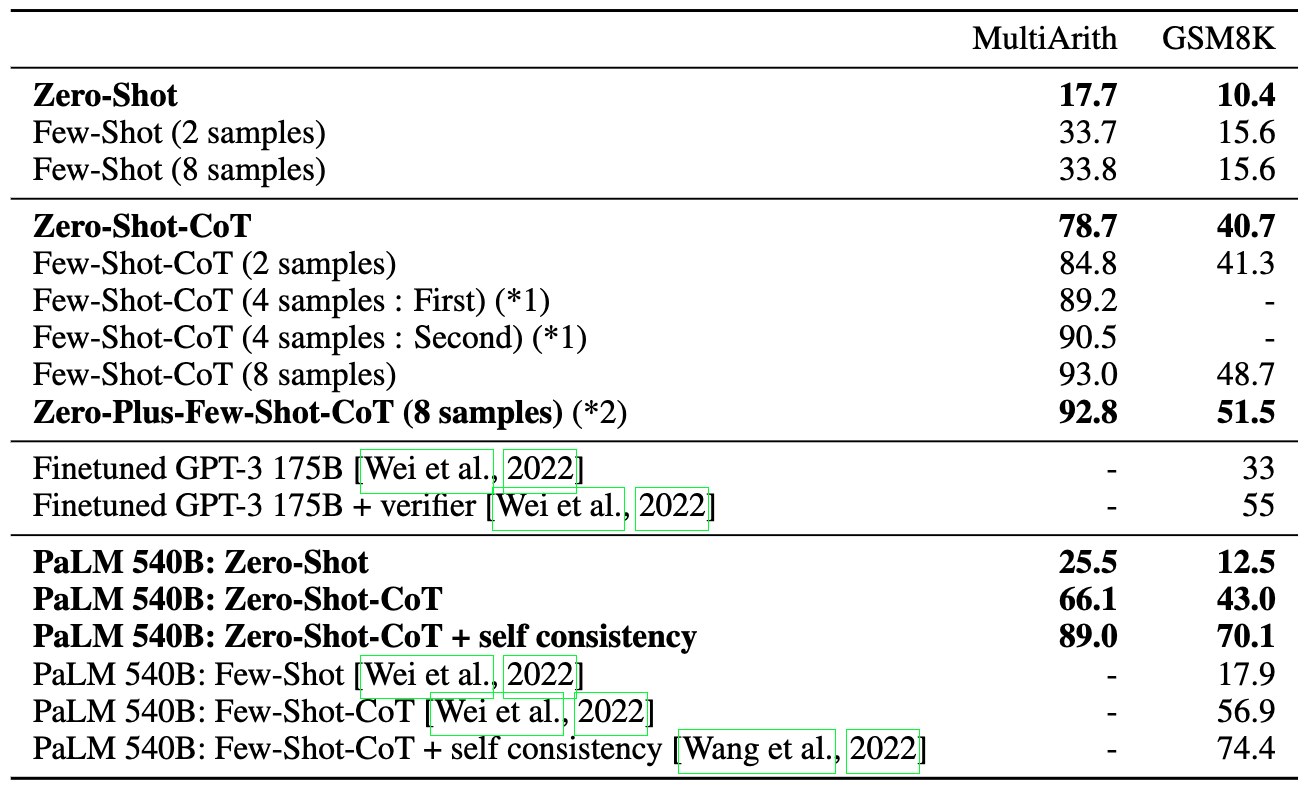 MultiArith GSM8K
Zero-Shot 17.7 10.4
Few-Shot (2 samples) 33.7 15.6
Few-Shot (8 samples) 33.8 15.6
Zero-Shot-CoT 78.7 40.7
Few-Shot-CoT (2 samples) 84.8 41.3
Few-Shot-CoT (4 samples : First) (*1) 89.2 -
Few-Shot-CoT (4 samples : Second) (*1) 90.5 -
Few-Shot-CoT (8 samples) 93.0 48.7
Zero-Plus-Few-Shot-CoT (8 samples) (*2) 92.8 51.5
Finetuned GPT-3 175B [Wei et al., 2022] - 33
Finetuned GPT-3 175B + verifier [Wei et al., 2022] - 55
PaLM 540B: Zero-Shot 25.5 12.5
PaLM 540B: Zero-Shot-CoT 66.1 43.0
PaLM 540B: Zero-Shot-CoT + self consistency 89.0 70.1
PaLM 540B: Few-Shot [Wei et al., 2022] - 17.9
PaLM 540B: Few-Shot-CoT [Wei et al., 2022] - 56.9
PaLM 540B: Few-Shot-CoT + self consistency [Wang et al., 2022] - 74.4